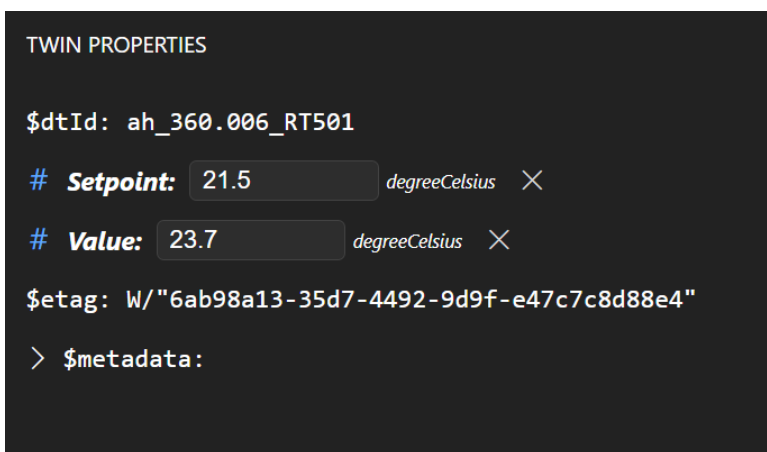 TWIN PROPERTIES
$dtId: ah_360.006_RT501
# Setpoint: 21.5 degreeCelsius ✕
# Value: 23.7 degreeCelsius ✕
$etag: W/"6ab98a13-35d7-4492-9d9f-e47c7c8d88e4"
> $metadata: